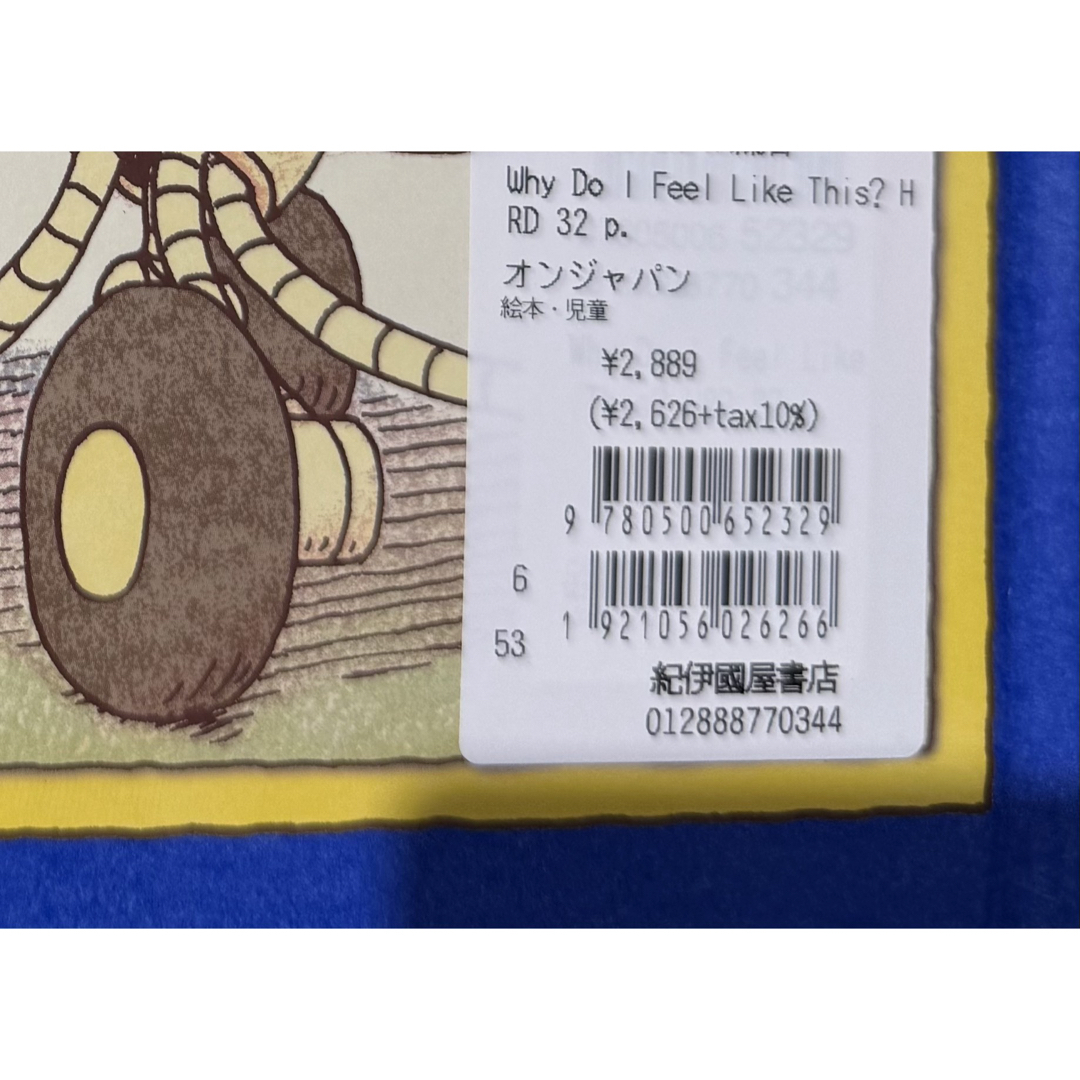 Why Do I Feel Like This? H
RD 32 p.
オンジャパン
絵本・児童
¥2,889
(¥2,626+tax10%)
9 780500 652329
6
1 921056 026266
53
紀伊國屋書店
012888770344